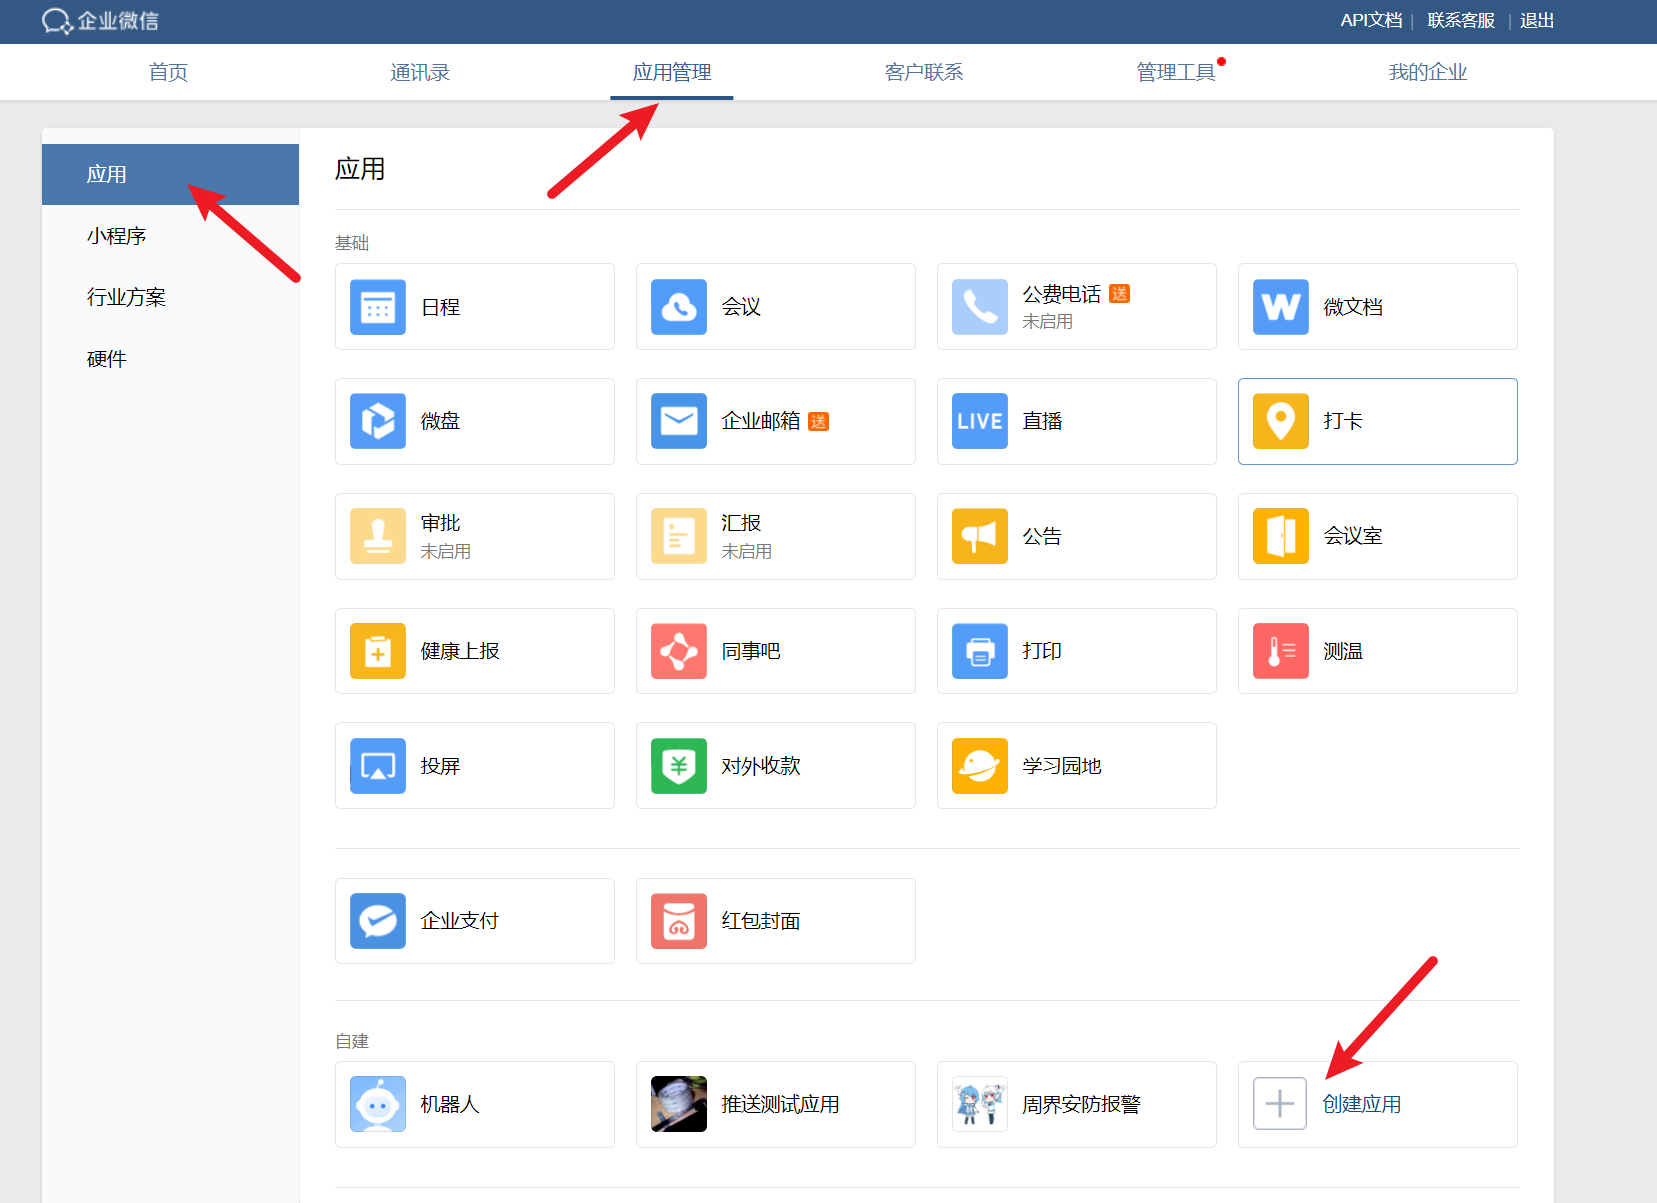 企业微信
API文档 | 联系客服 | 退出
首页 通讯录 应用管理 客户联系 管理工具 我的企业
应用
小程序
行业方案
硬件
应用
基础
日程
会议
公费电话 送
未启用
W
微文档
微盘
企业邮箱 送
LIVE
直播
打卡
审批
未启用
汇报
未启用
公告
会议室
健康上报
同事吧
打印
测温
投屏
¥
对外收款
学习园地
企业支付
红包封面
自建
机器人
推送测试应用
周界安防报警
创建应用